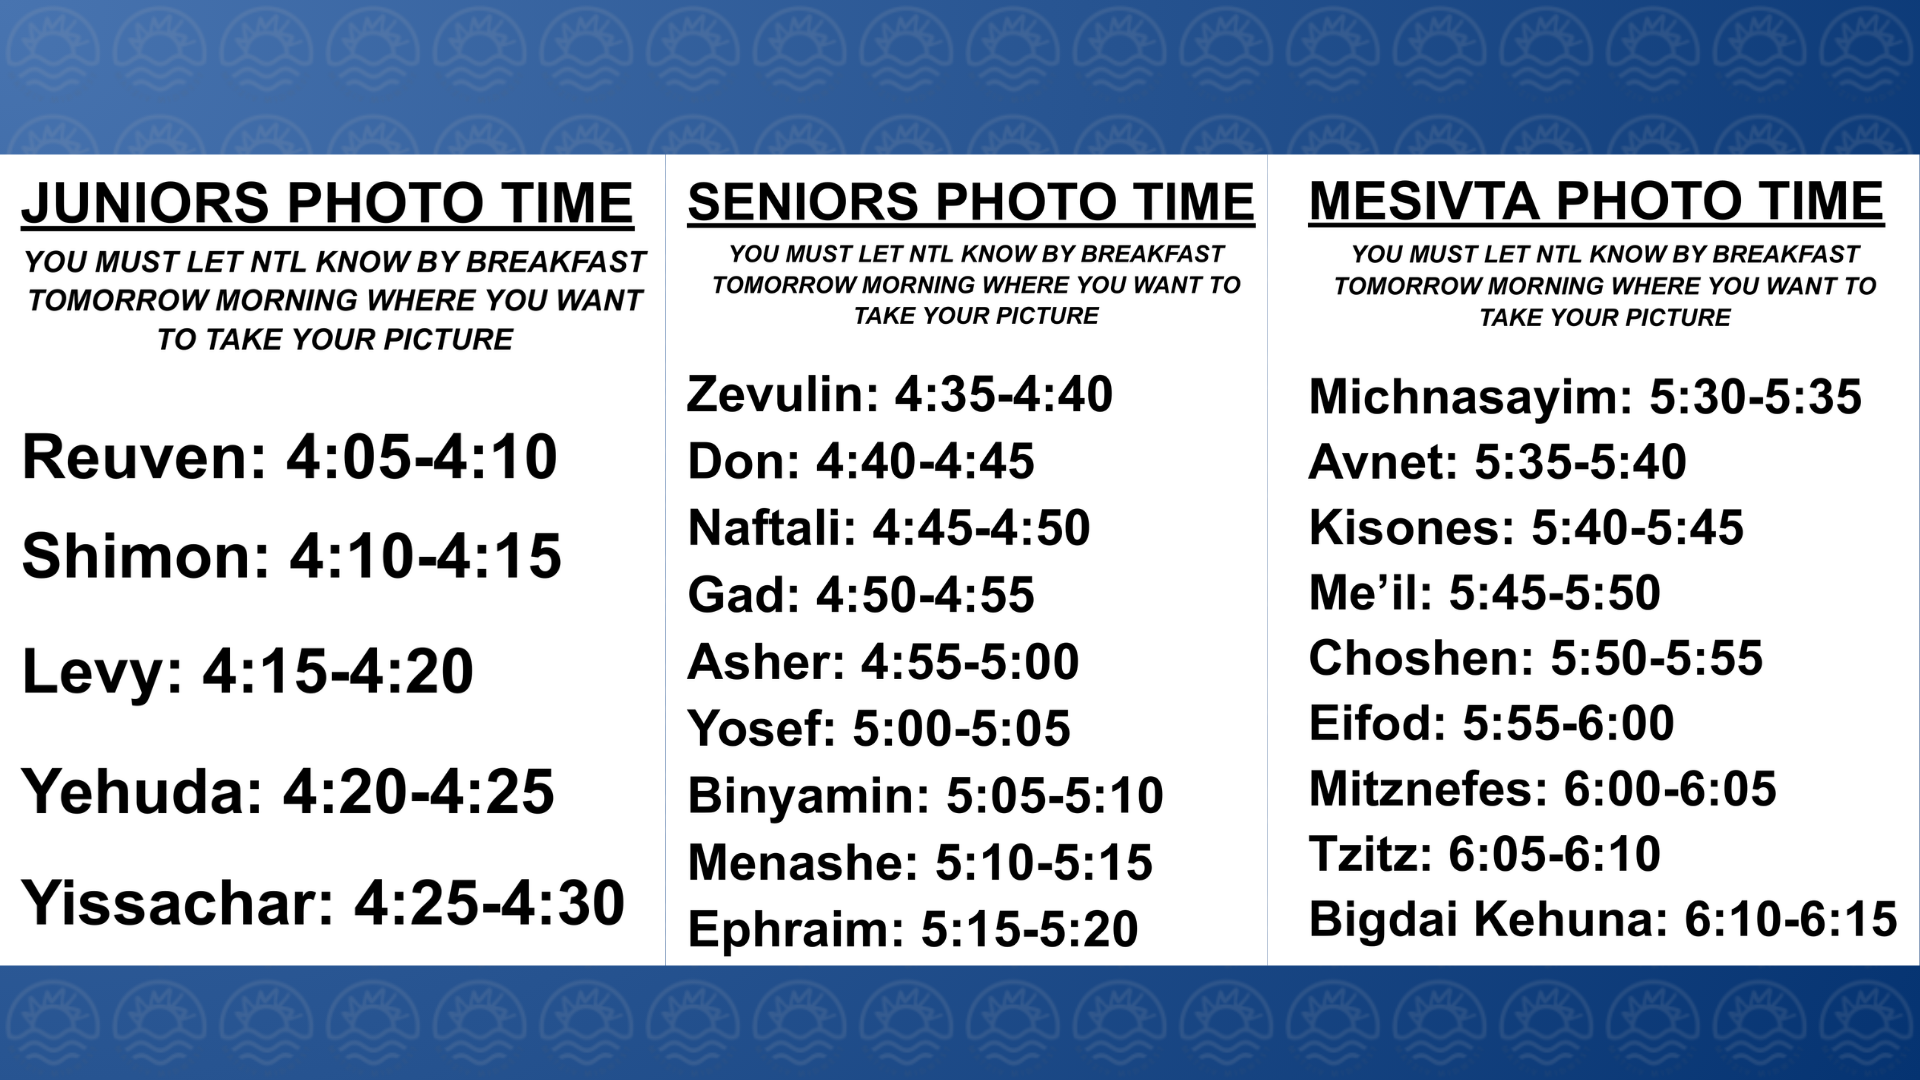 JUNIORS PHOTO TIME
YOU MUST LET NTL KNOW BY BREAKFAST
TOMORROW MORNING WHERE YOU WANT
TO TAKE YOUR PICTURE
Reuven: 4:05-4:10
Shimon: 4:10-4:15
Levy: 4:15-4:20
Yehuda: 4:20-4:25
Yissachar: 4:25-4:30
SENIORS PHOTO TIME
YOU MUST LET NTL KNOW BY BREAKFAST
TOMORROW MORNING WHERE YOU WANT TO
TAKE YOUR PICTURE
Zevulin: 4:35-4:40
Don: 4:40-4:45
Naftali: 4:45-4:50
Gad: 4:50-4:55
Asher: 4:55-5:00
Yosef: 5:00-5:05
Binyamin: 5:05-5:10
Menashe: 5:10-5:15
Ephraim: 5:15-5:20
MESIVTA PHOTO TIME
YOU MUST LET NTL KNOW BY BREAKFAST
TOMORROW MORNING WHERE YOU WANT TO
TAKE YOUR PICTURE
Michnasayim: 5:30-5:35
Avnet: 5:35-5:40
Kisones: 5:40-5:45
Me’il: 5:45-5:50
Choshen: 5:50-5:55
Eifod: 5:55-6:00
Mitznefes: 6:00-6:05
Tzitz: 6:05-6:10
Bigdai Kehuna: 6:10-6:15